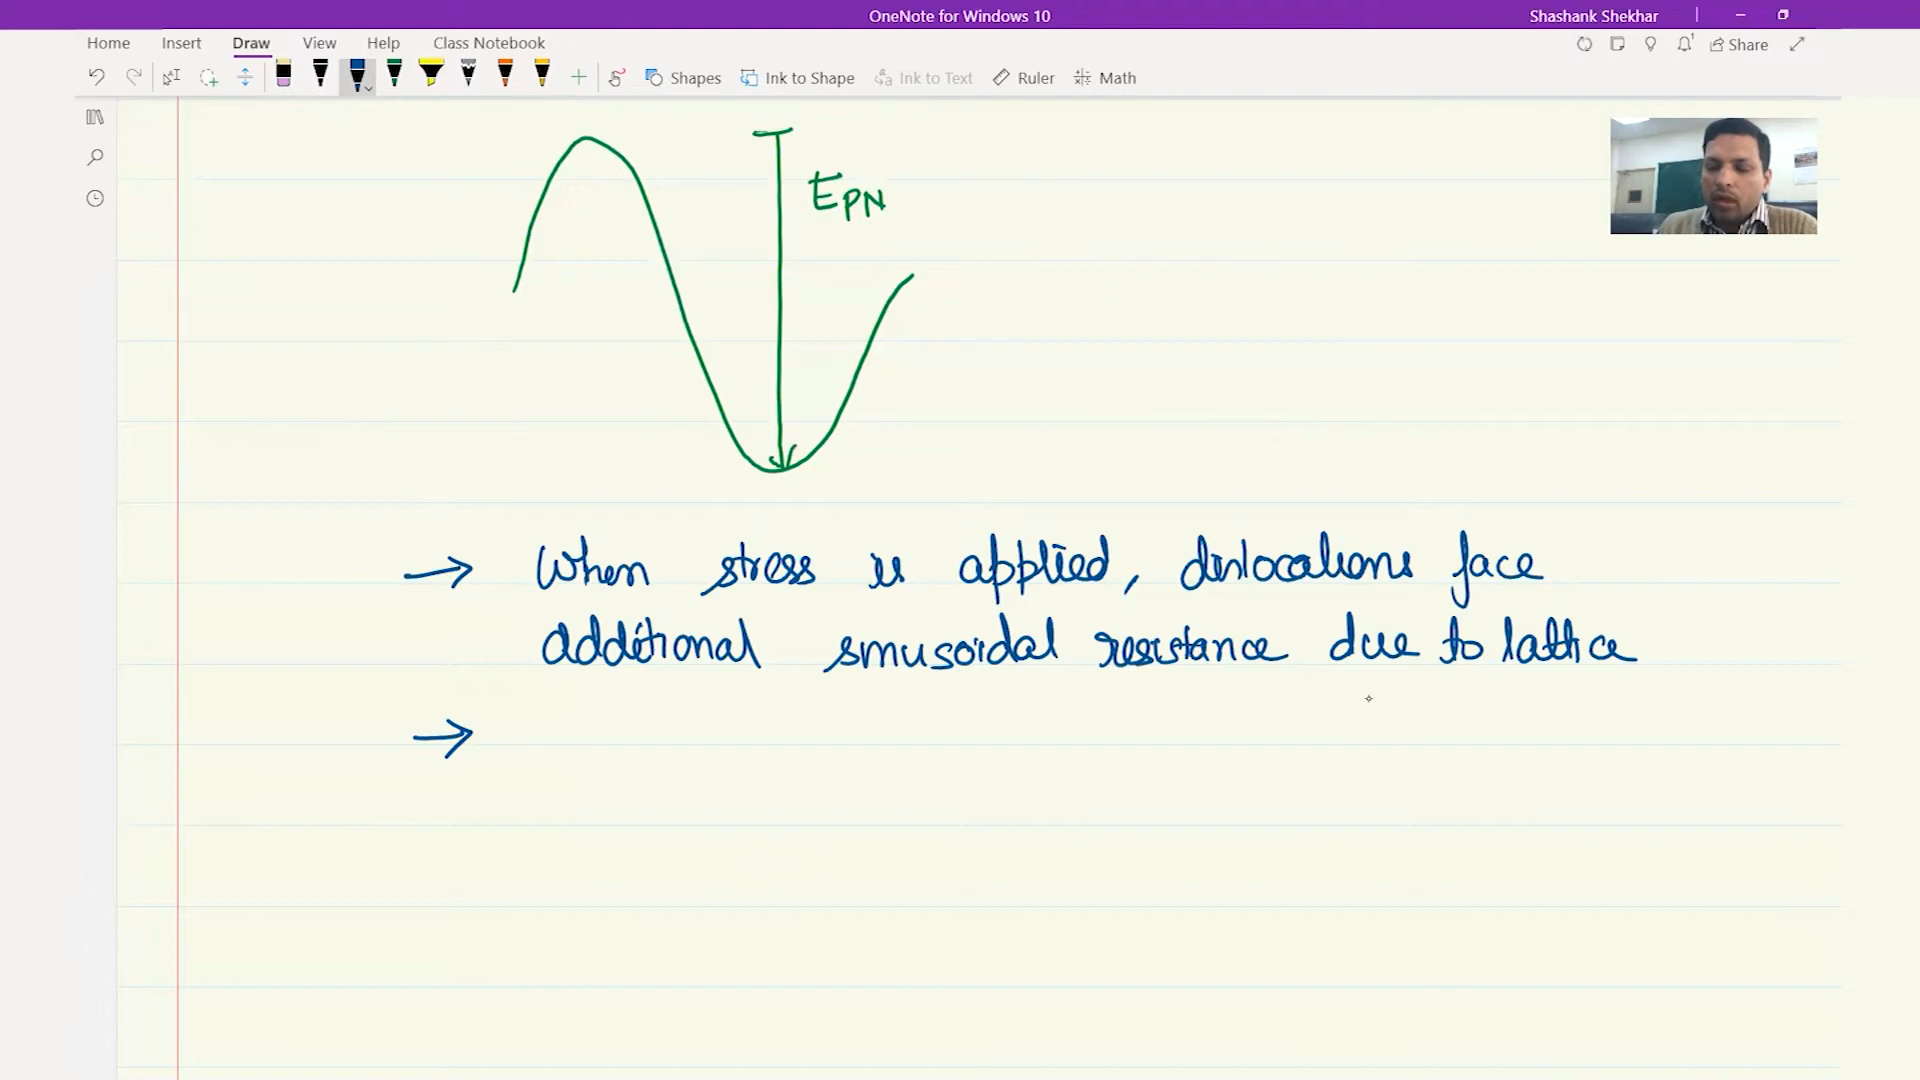 OneNote for Windows 10
Shashank Shekhar
Home Insert Draw View Help Class Notebook
Share
Shapes Ink to Shape Ink to Text Ruler Math
EPN
→ When stress is applied, dislocations face
additional sinusoidal resistance due to lattice
→